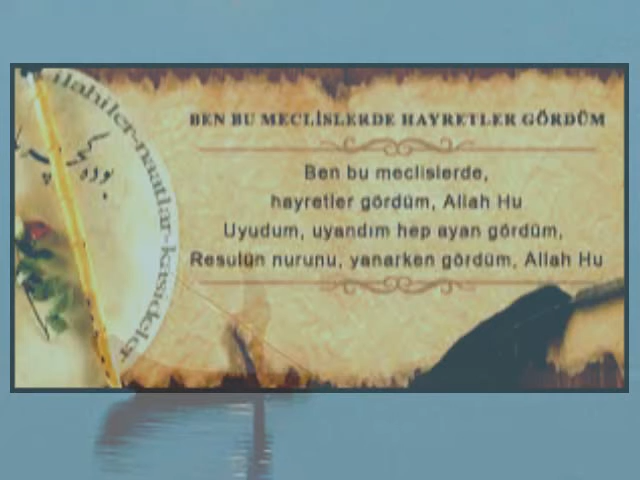 ilahiler-naatlar-kasideler
BEN BU MECLİSLERDE HAYRETLER GÖRDÜM
Ben bu meclislerde,
hayretler gördüm, Allah Hu
Uyudum, uyandım hep ayan gördüm,
Resulün nurunu, yanarken gördüm, Allah Hu